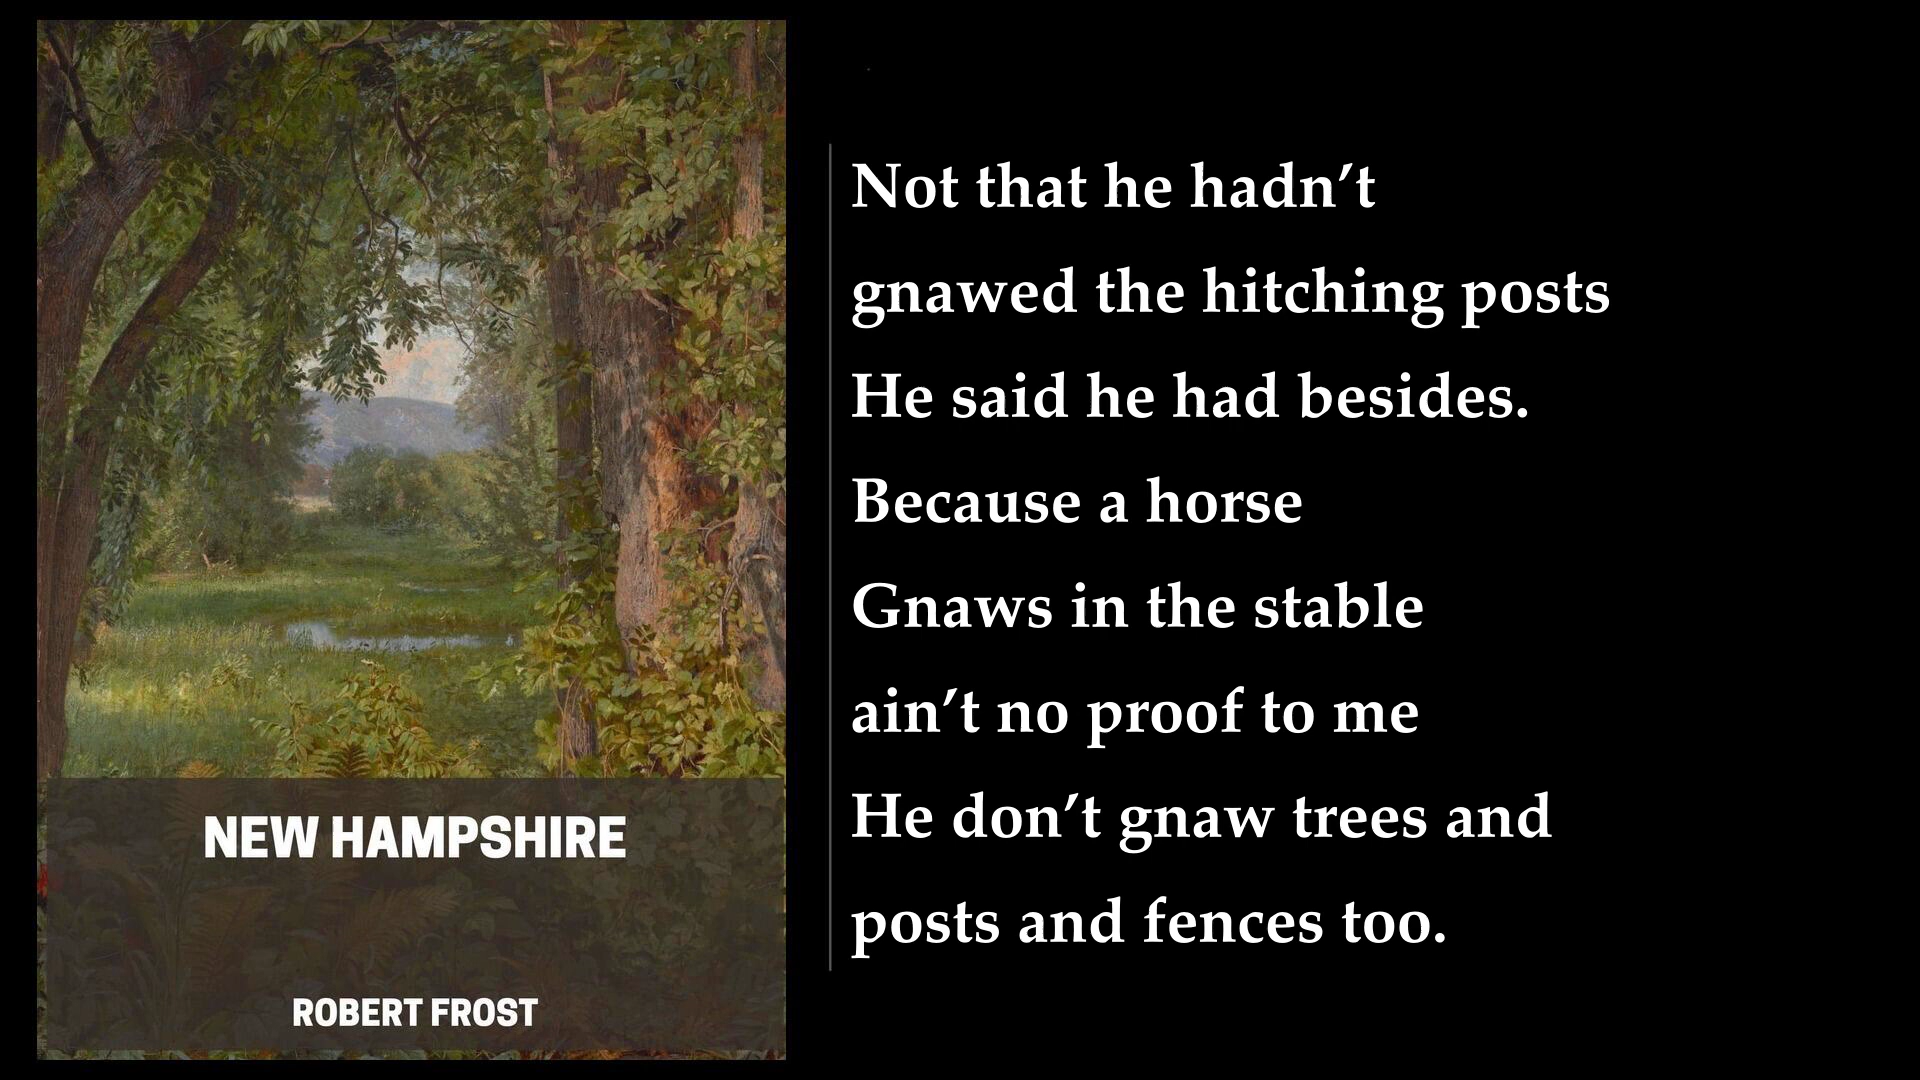 NEW HAMPSHIRE
ROBERT FROST
Not that he hadn’t
gnawed the hitching posts
He said he had besides.
Because a horse
Gnaws in the stable
ain’t no proof to me
He don’t gnaw trees and
posts and fences too.